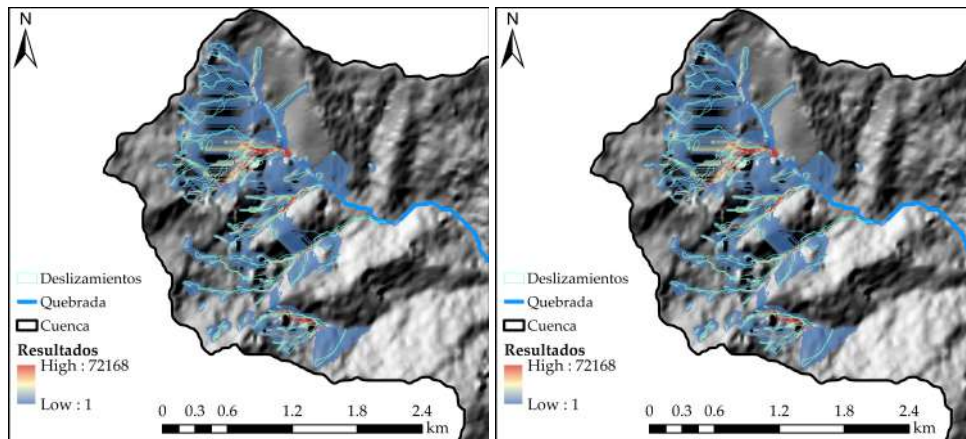 N
Deslizamientos
Quebrada
Cuenca
Resultados
High : 72168
Low : 1
0 0.3 0.6 1.2 1.8 2.4
km
N
Deslizamientos
Quebrada
Cuenca
Resultados
High : 72168
Low : 1
0 0.3 0.6 1.2 1.8 2.4
km